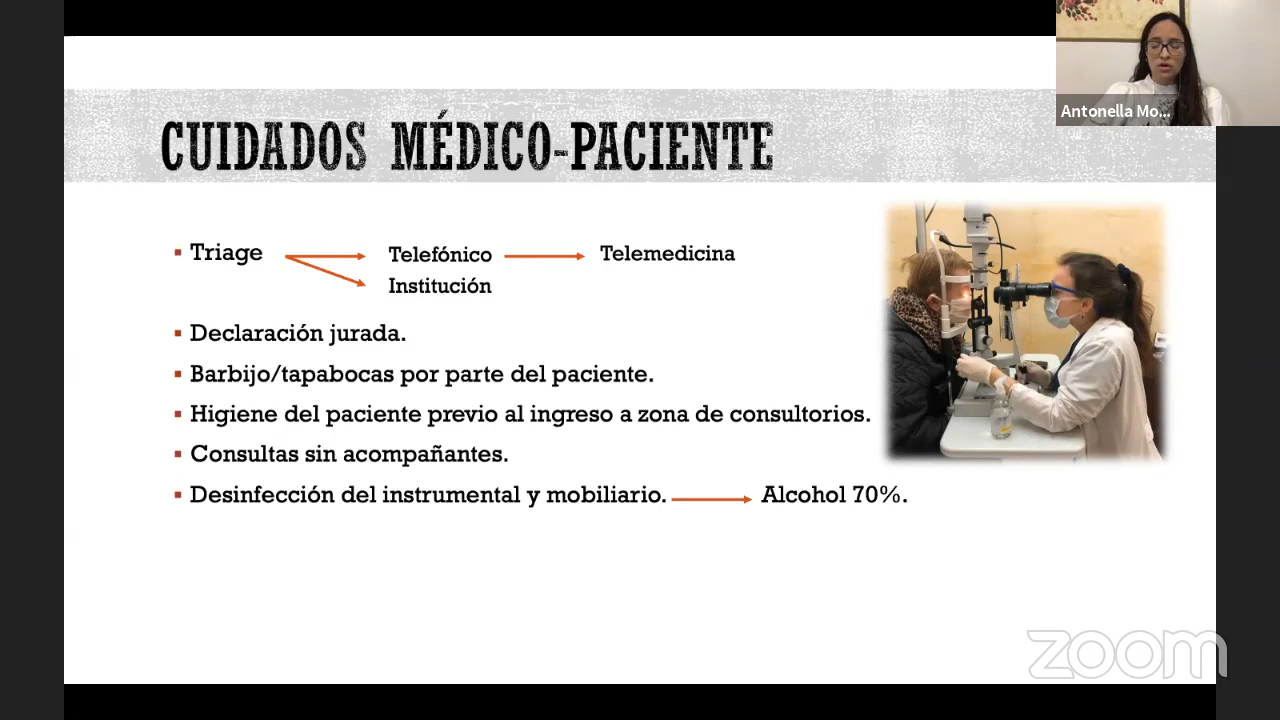 Antonella Mo...
CUIDADOS MÉDICO-PACIENTE
▪ Triage
Telefónico
Telemedicina
Institución
▪ Declaración jurada.
▪ Barbijo/tapabocas por parte del paciente.
▪ Higiene del paciente previo al ingreso a zona de consultorios.
▪ Consultas sin acompañantes.
▪ Desinfección del instrumental y mobiliario.
Alcohol 70%.
zoom